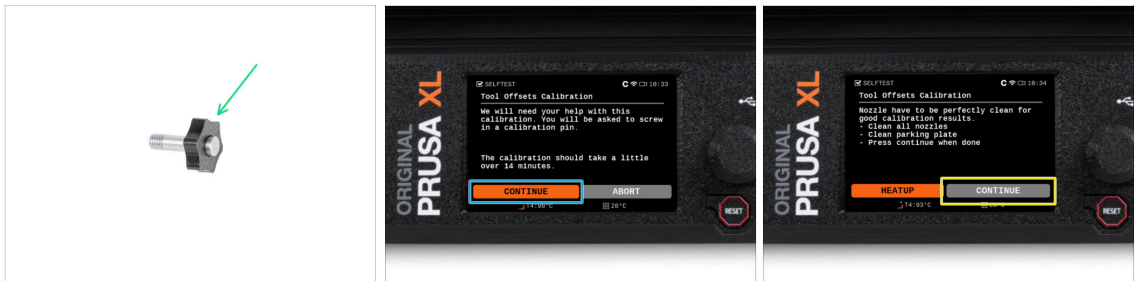 ORIGINAL
PRUSA XL
SELFTEST
10:33
Tool Offsets Calibration
We will need your help with this
calibration. You will be asked to screw
in a calibration pin.
The calibration should take a little
over 14 minutes.
CONTINUE
ABORT
T4:98°C
28°C
RESET
ORIGINAL
PRUSA XL
SELFTEST
10:34
Tool Offsets Calibration
Nozzle have to be perfectly clean for
good calibration results.
- Clean all nozzles
- Clean parking plate
- Press continue when done
HEATUP
CONTINUE
T4:93°C
RESET